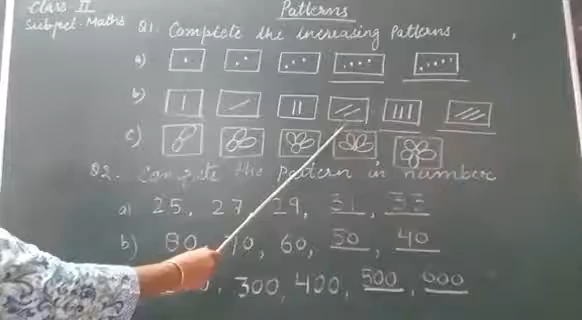 Patterns
Class II
Subject - Maths
Q1. Complete the increasing Patterns
a)
b)
c)
Q2. Complete the pattern in number
a) 25, 27, 29, 31, 33
b) 80, 70, 60, 50, 40
300, 400, 500, 600